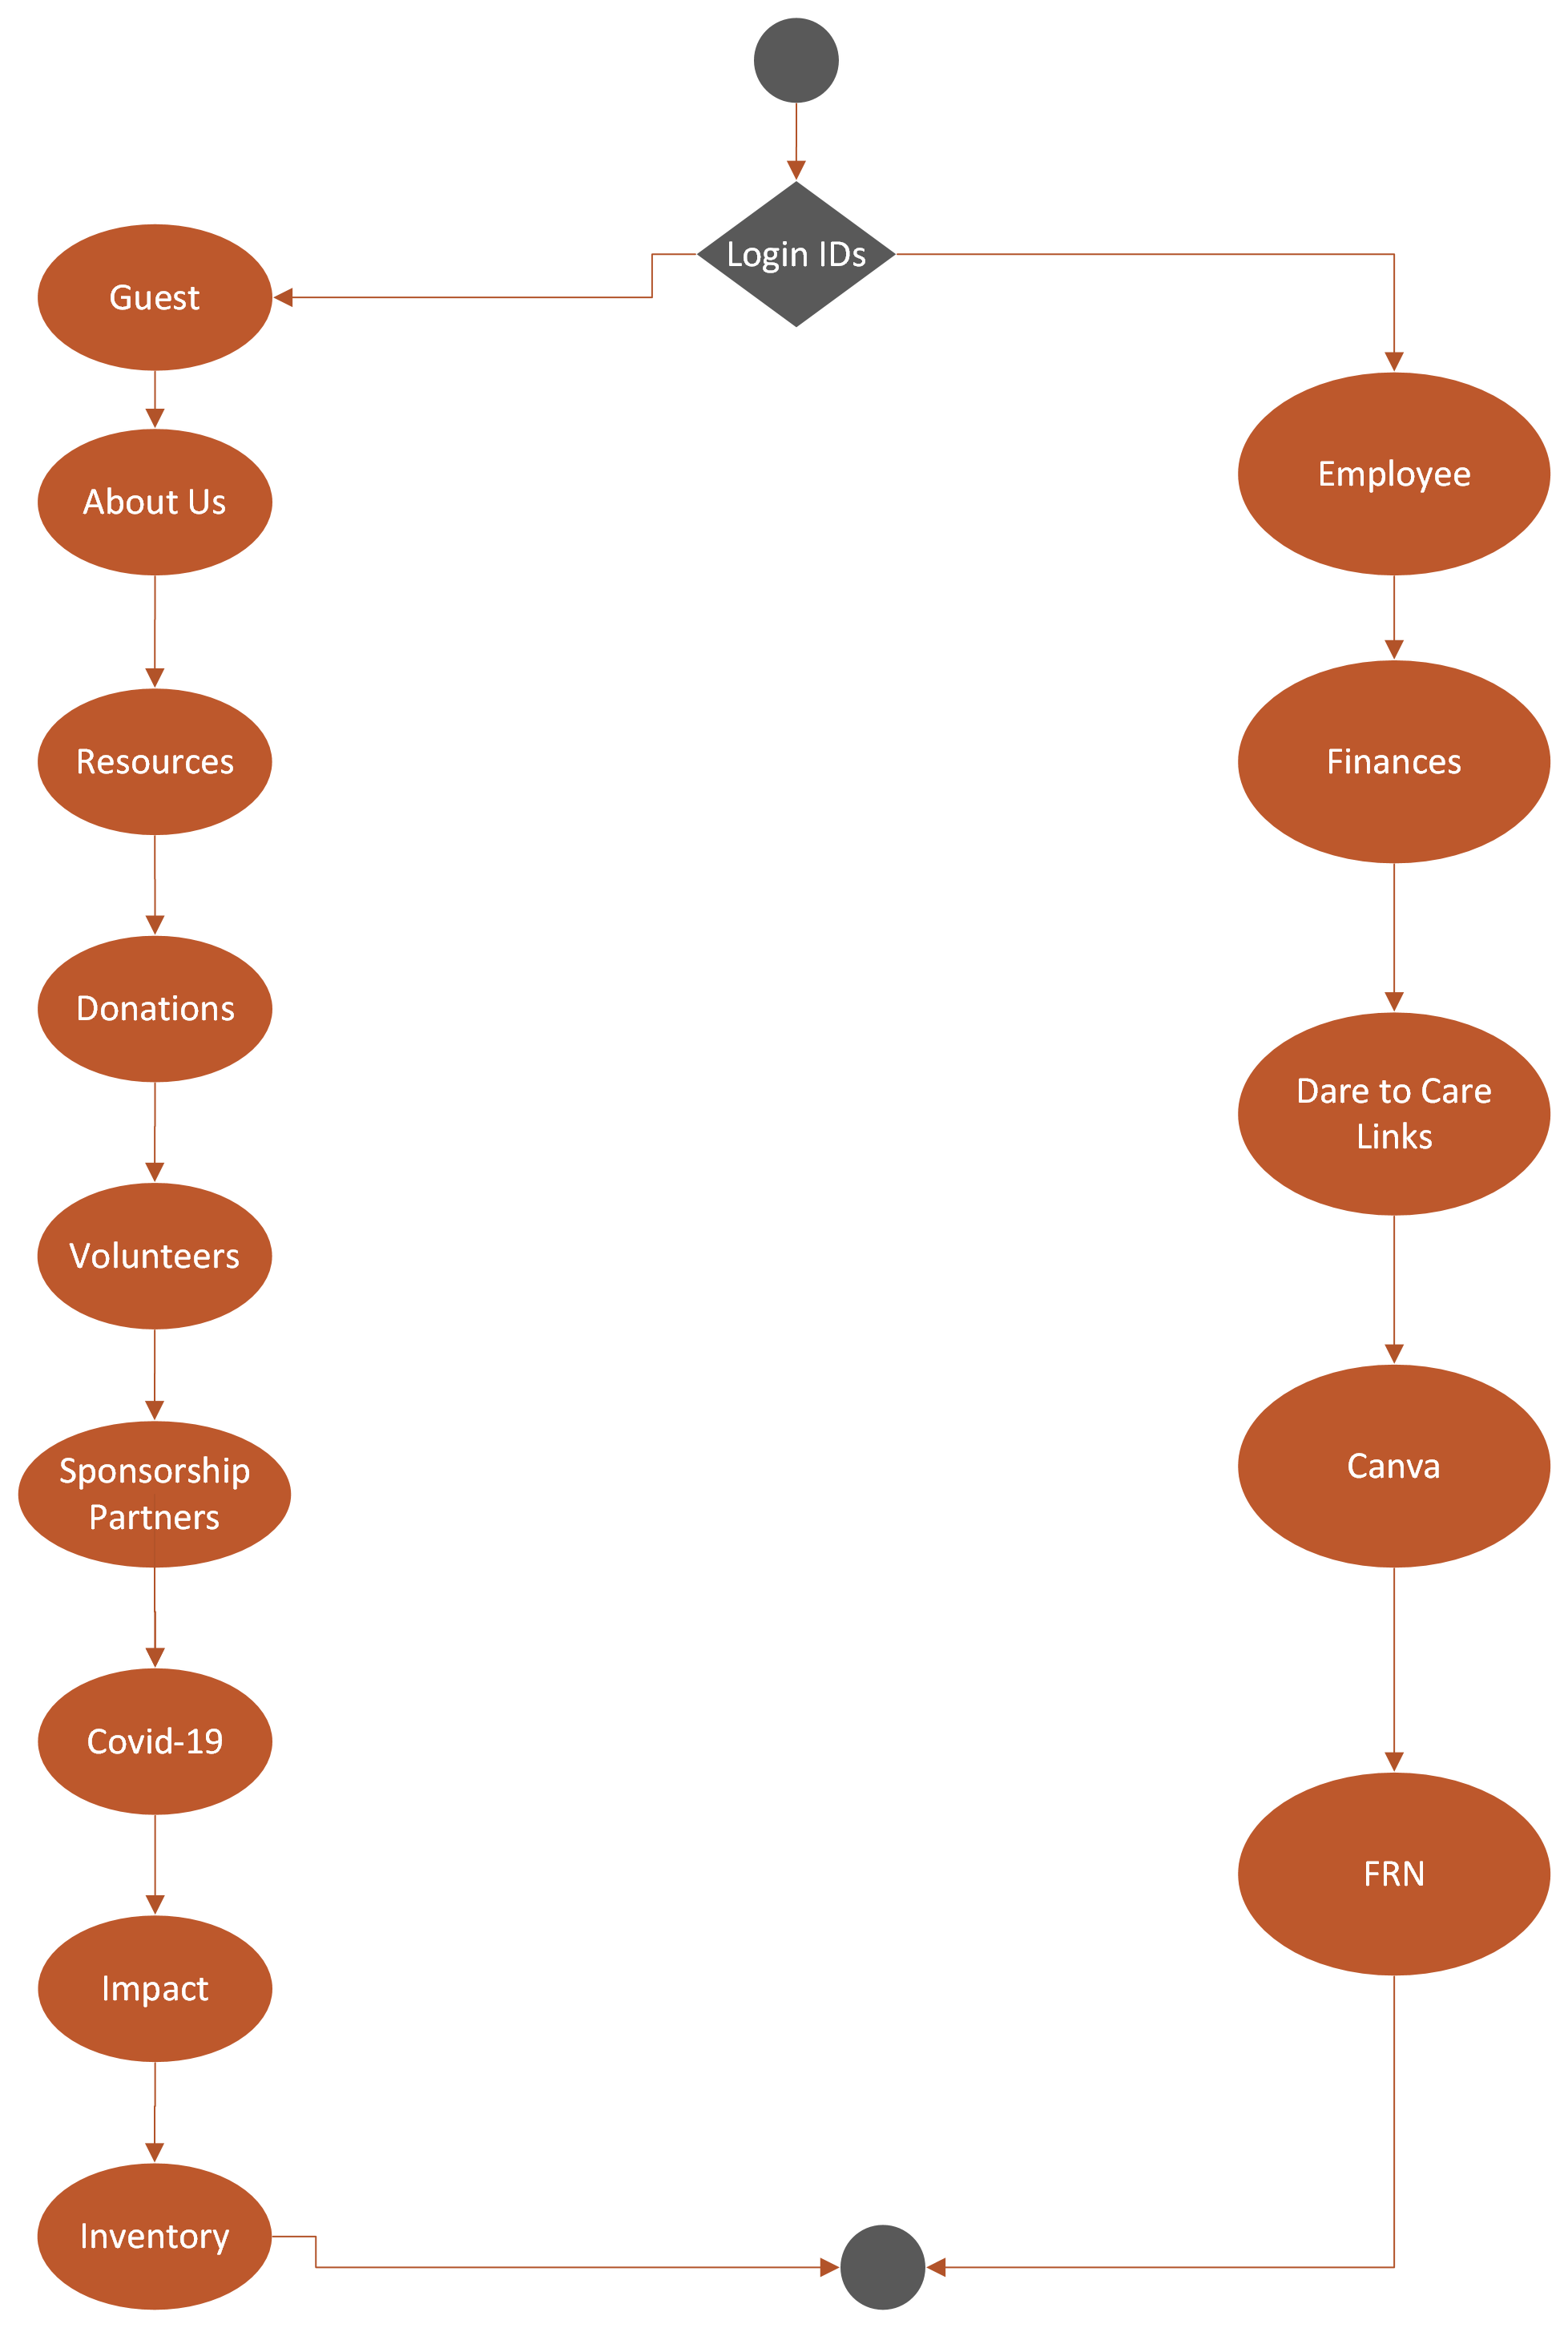 Login IDs
Guest
About Us
Resources
Donations
Volunteers
Sponsorship
Partners
Covid-19
Impact
Inventory
Employee
Finances
Dare to Care
Links
Canva
FRN